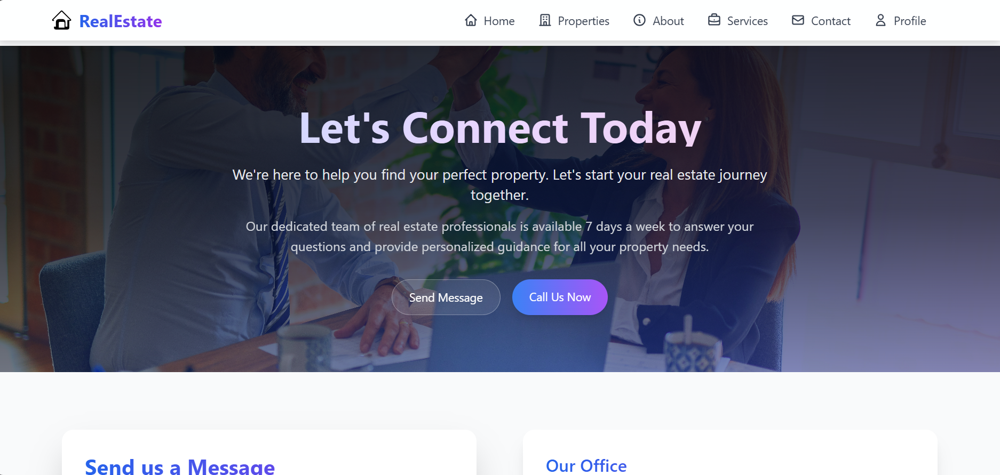 RealEstate
Home
Properties
About
Services
Contact
Profile
Let's Connect Today
We're here to help you find your perfect property. Let's start your real estate journey
together.
Our dedicated team of real estate professionals is available 7 days a week to answer your
questions and provide personalized guidance for all your property needs.
Send Message
Call Us Now
Send us a Message
Our Office